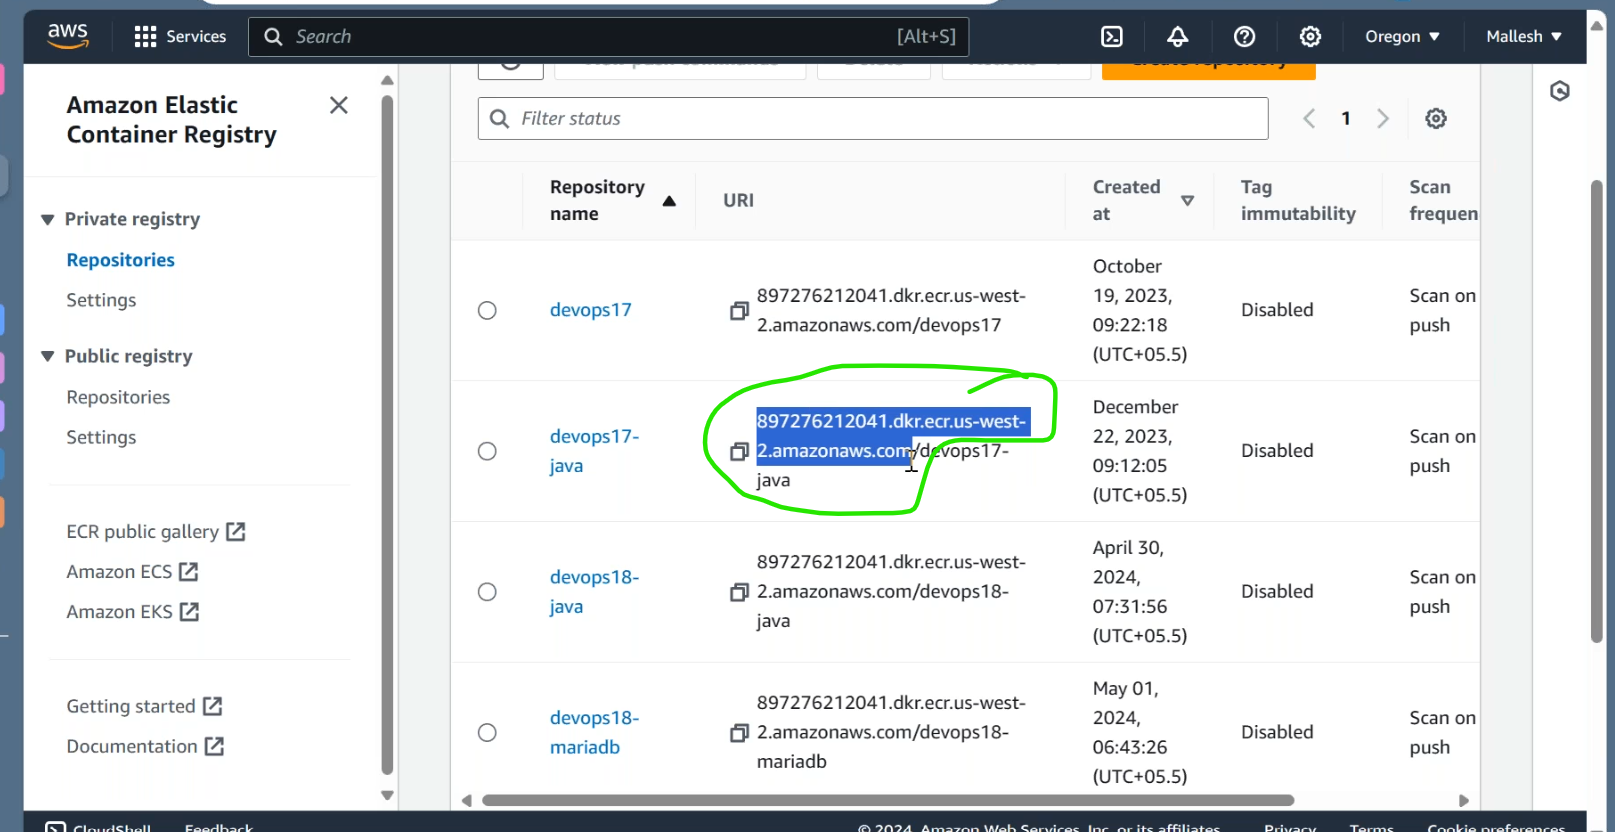 aws
Services
Search
[Alt+S]
Oregon
Mallesh
Amazon Elastic
Container Registry
Private registry
Repositories
Settings
Public registry
Repositories
Settings
ECR public gallery
Amazon ECS
Amazon EKS
Getting started
Documentation
Create repository
Filter status
1
Repository
name
URI
Created
at
Tag
immutability
Scan
frequen
devops17
897276212041.dkr.ecr.us-west-
2.amazonaws.com/devops17
October
19, 2023,
09:22:18
(UTC+05.5)
Disabled
Scan on
push
devops17-
java
897276212041.dkr.ecr.us-west-
2.amazonaws.com/devops17-
java
December
22, 2023,
09:12:05
(UTC+05.5)
Disabled
Scan on
push
devops18-
java
897276212041.dkr.ecr.us-west-
2.amazonaws.com/devops18-
java
April 30,
2024,
07:31:56
(UTC+05.5)
Disabled
Scan on
push
devops18-
mariadb
897276212041.dkr.ecr.us-west-
2.amazonaws.com/devops18-
mariadb
May 01,
2024,
06:43:26
(UTC+05.5)
Disabled
Scan on
push
CloudShell
Feedback
© 2024, Amazon Web Services, Inc. or its affiliates.
Privacy
Terms
Cookie preferences